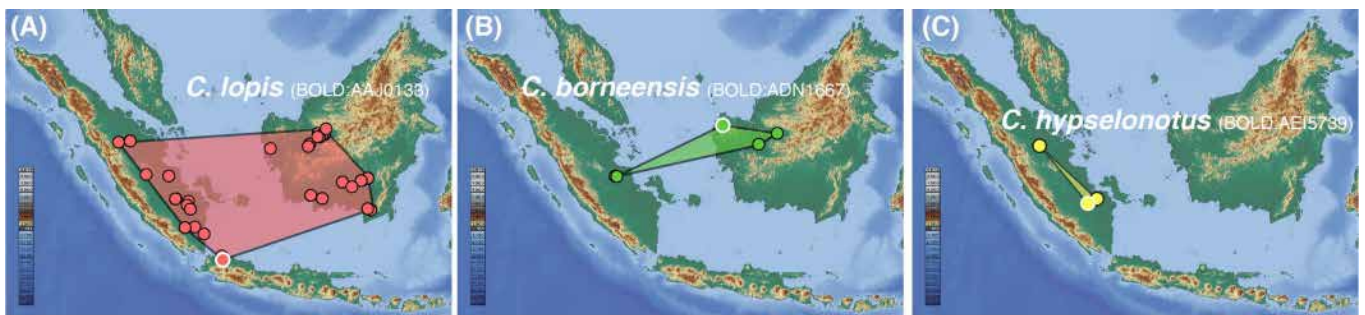 (A)
C. lopis (BOLD:AAJ0133)
(B)
C. borneensis (BOLD:ADN1667)
(C)
C. hypselonotus (BOLD:AEI5739)